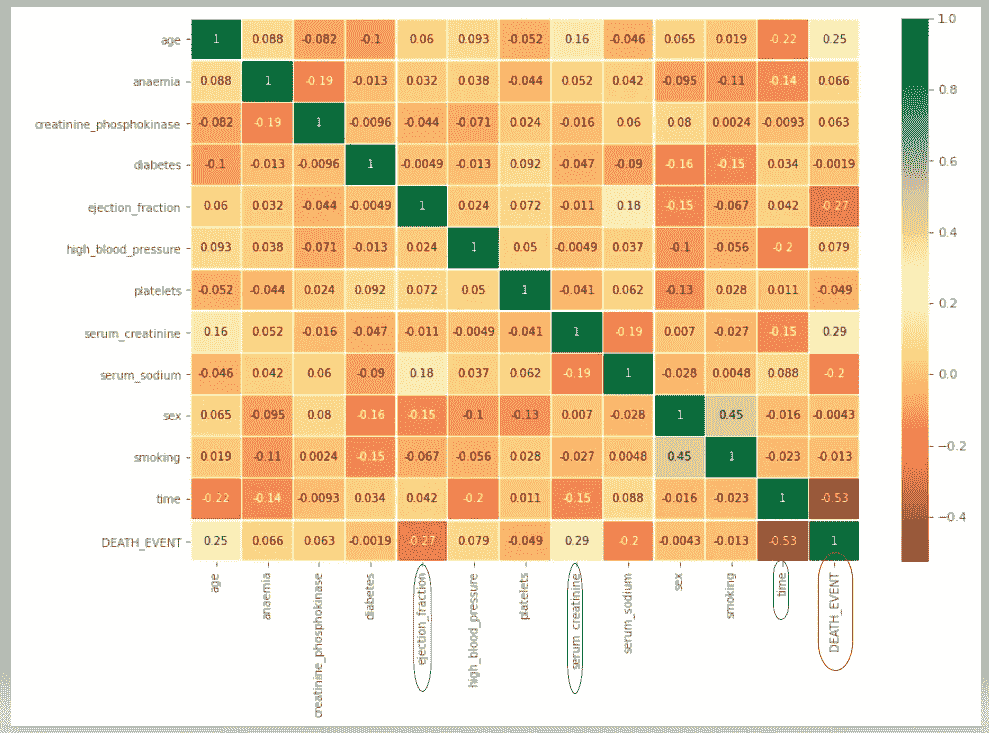 age 1 0.088 -0.082 -0.1 0.06 0.093 -0.052 0.16 -0.046 0.065 0.019 -0.22 0.25
anaemia 0.088 1 -0.19 -0.013 0.032 0.038 -0.044 0.052 0.042 -0.095 -0.11 -0.14 0.066
creatinine_phosphokinase -0.082 -0.19 1 -0.0096 -0.044 -0.071 0.024 -0.016 0.06 0.08 0.0024 -0.0093 0.063
diabetes -0.1 -0.013 -0.0096 1 -0.0049 -0.013 0.092 -0.047 -0.09 -0.16 -0.15 0.034 -0.0019
ejection_fraction 0.06 0.032 -0.044 -0.0049 1 0.024 0.072 -0.011 0.18 -0.15 -0.067 0.042 -0.27
high_blood_pressure 0.093 0.038 -0.071 -0.013 0.024 1 0.05 -0.0049 0.037 -0.1 -0.056 -0.2 0.079
platelets -0.052 -0.044 0.024 0.092 0.072 0.05 1 -0.041 0.062 -0.13 0.028 0.011 -0.049
serum_creatinine 0.16 0.052 -0.016 -0.047 -0.011 -0.0049 -0.041 1 -0.19 0.007 -0.027 -0.15 0.29
serum_sodium -0.046 0.042 0.06 -0.09 0.18 0.037 0.062 -0.19 1 -0.028 0.0048 0.088 -0.2
sex 0.065 -0.095 0.08 -0.16 -0.15 -0.1 -0.13 0.007 -0.028 1 0.45 -0.016 -0.0043
smoking 0.019 -0.11 0.0024 -0.15 -0.067 -0.056 0.028 -0.027 0.0048 0.45 1 -0.023 -0.013
time -0.22 -0.14 -0.0093 0.034 0.042 -0.2 0.011 -0.15 0.088 -0.016 -0.023 1 -0.53
DEATH_EVENT 0.25 0.066 0.063 -0.0019 -0.27 0.079 -0.049 0.29 -0.2 -0.0043 -0.013 -0.53 1
age
anaemia
creatinine_phosphokinase
diabetes
ejection_fraction
high_blood_pressure
platelets
serum_creatinine
serum_sodium
sex
smoking
time
DEATH_EVENT
1.0
0.8
0.6
0.4
0.2
0.0
−0.2
−0.4